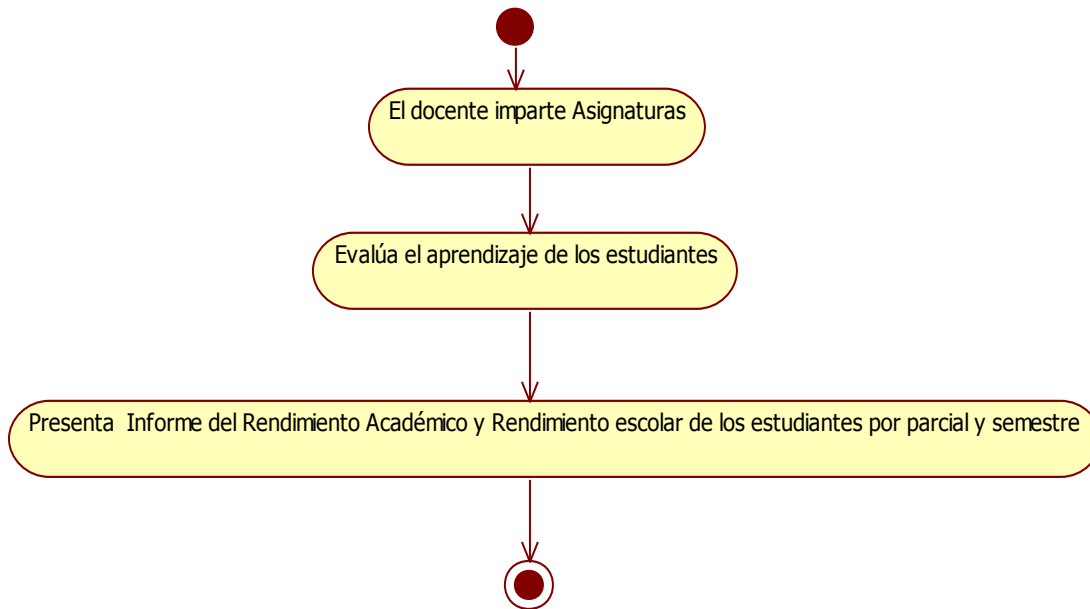 El docente imparte Asignaturas
Evalúa el aprendizaje de los estudiantes
Presenta  Informe del Rendimiento Académico y Rendimiento escolar de los estudiantes por parcial y semestre